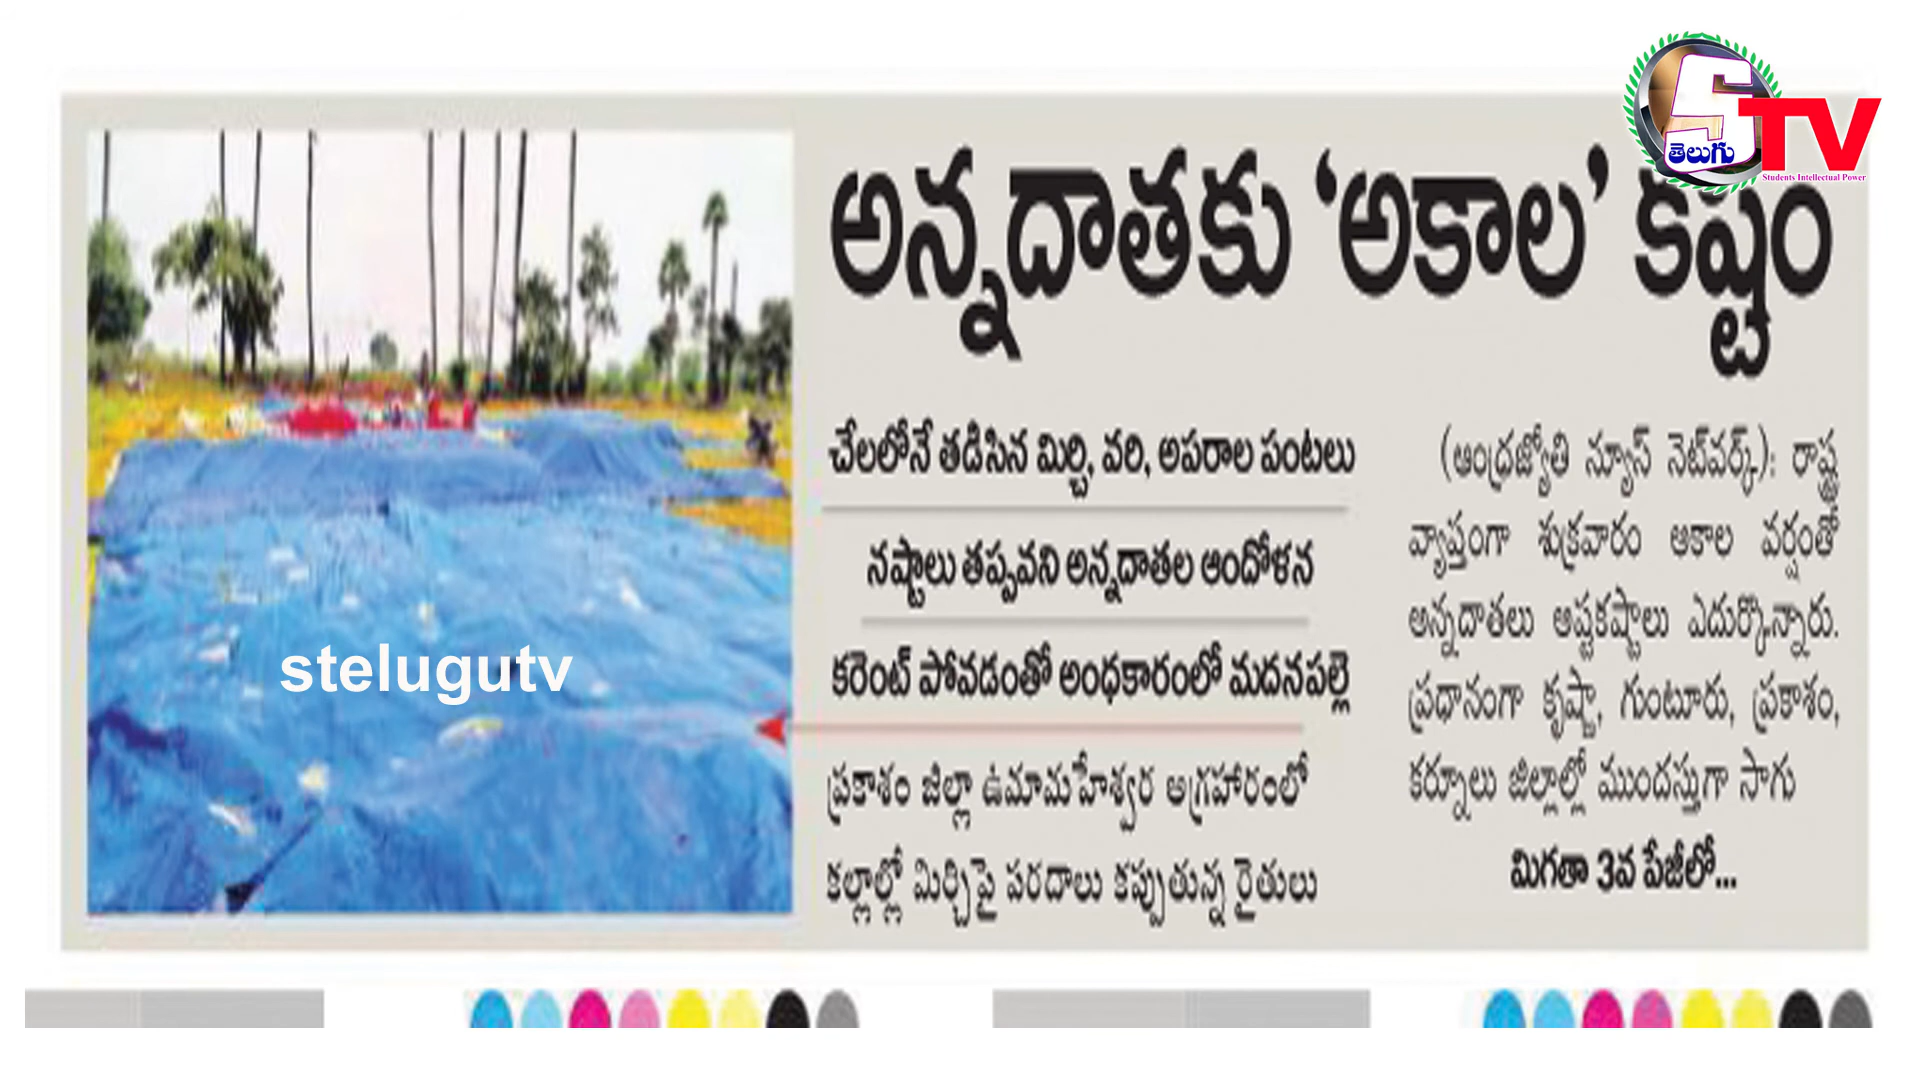 S తెలుగు TV
Students Intellectual Power
అన్నదాతకు ‘అకాల’ కష్టం
చేలలోనే తడిసిన మిర్చి, వరి, అపరాల పంటలు
నష్టాలు తప్పవని అన్నదాతల ఆందోళన
కరెంట్ పోవడంతో అంధకారంలో మదనపల్లె
ప్రకాశం జిల్లా ఉమామహేశ్వర అగ్రహారంలో
కల్లాల్లో మిర్చిపై పరదాలు కప్పుతున్న రైతులు
(ఆంధ్రజ్యోతి న్యూస్ నెట్‌వర్క్): రాష్ట్ర
వ్యాప్తంగా శుక్రవారం అకాల వర్షంతో
అన్నదాతలు అష్టకష్టాలు ఎదుర్కొన్నారు.
ప్రధానంగా కృష్ణా, గుంటూరు, ప్రకాశం,
కర్నూలు జిల్లాల్లో ముందస్తుగా సాగు
మిగతా 3వ పేజీలో...
stelugutv